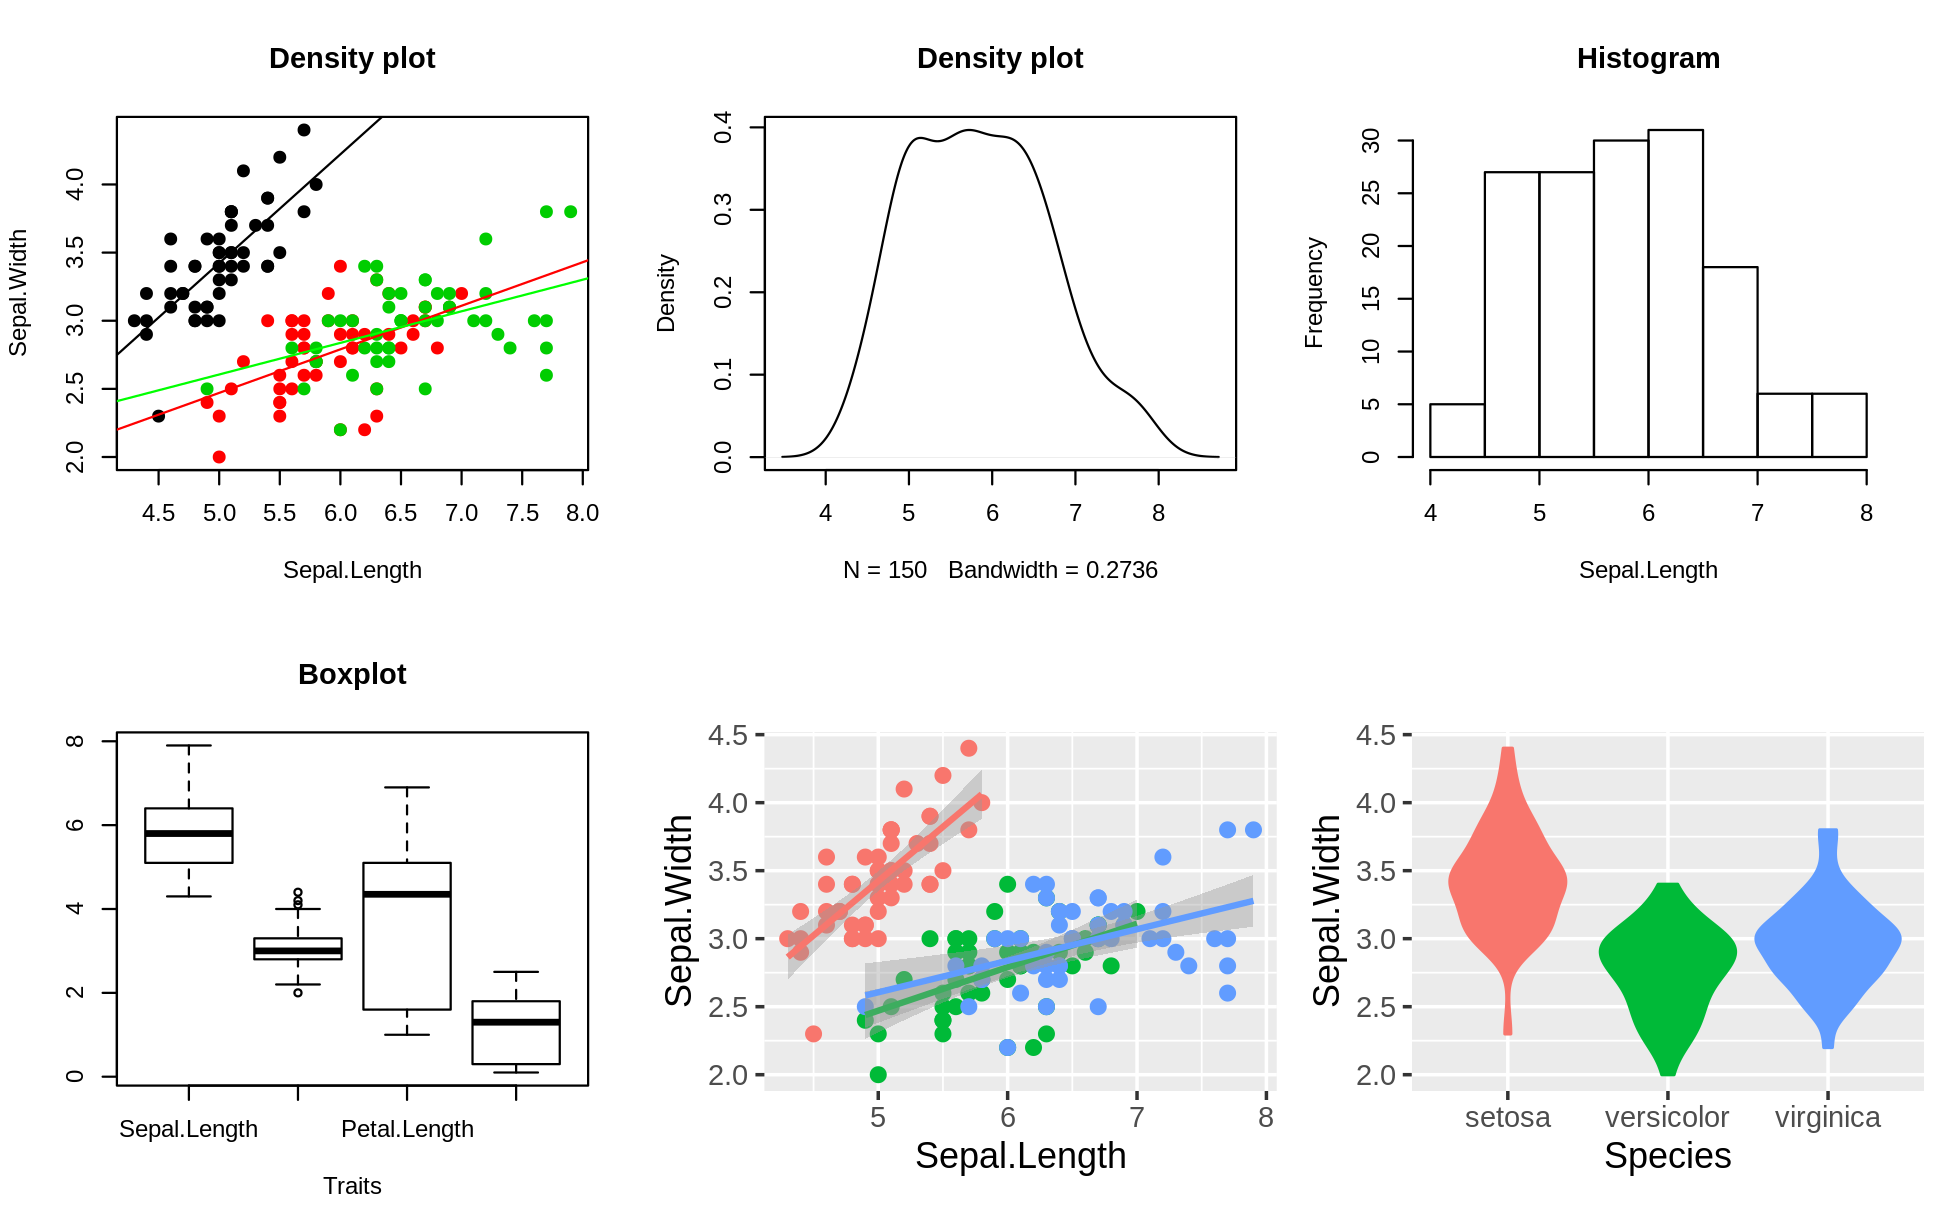 Density plot
Sepal.Width
4.0
3.5
3.0
2.5
2.0
4.5 5.0 5.5 6.0 6.5 7.0 7.5 8.0
Sepal.Length
Density plot
Density
0.4
0.3
0.2
0.1
0.0
4 5 6 7 8
N = 150 Bandwidth = 0.2736
Histogram
Frequency
30
25
20
15
10
5
0
4 5 6 7 8
Sepal.Length
Boxplot
8
6
4
2
0
Sepal.Length Petal.Length
Traits
Sepal.Width
4.5
4.0
3.5
3.0
2.5
2.0
5 6 7 8
Sepal.Length
Sepal.Width
4.5
4.0
3.5
3.0
2.5
2.0
setosa versicolor virginica
Species